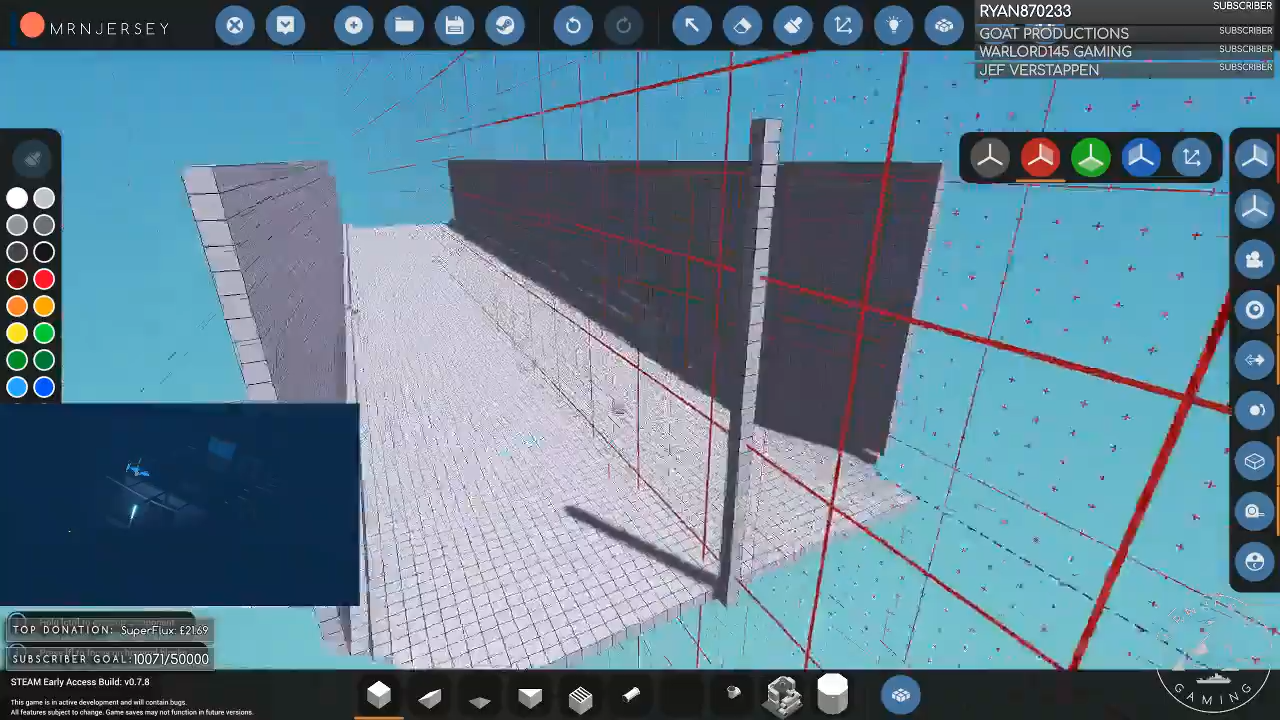 MRNJERSEY
RYAN870233 SUBSCRIBER
GOAT PRODUCTIONS SUBSCRIBER
WARLORD145 GAMING SUBSCRIBER
JEF VERSTAPPEN SUBSCRIBER
TOP DONATION: SuperFlux: £21.69
SUBSCRIBER GOAL: 10071/50000
STEAM Early Access Build: v0.7.8
This game is in active development and will contain bugs.
All features subject to change. Game saves may not function in future versions.
GAMING